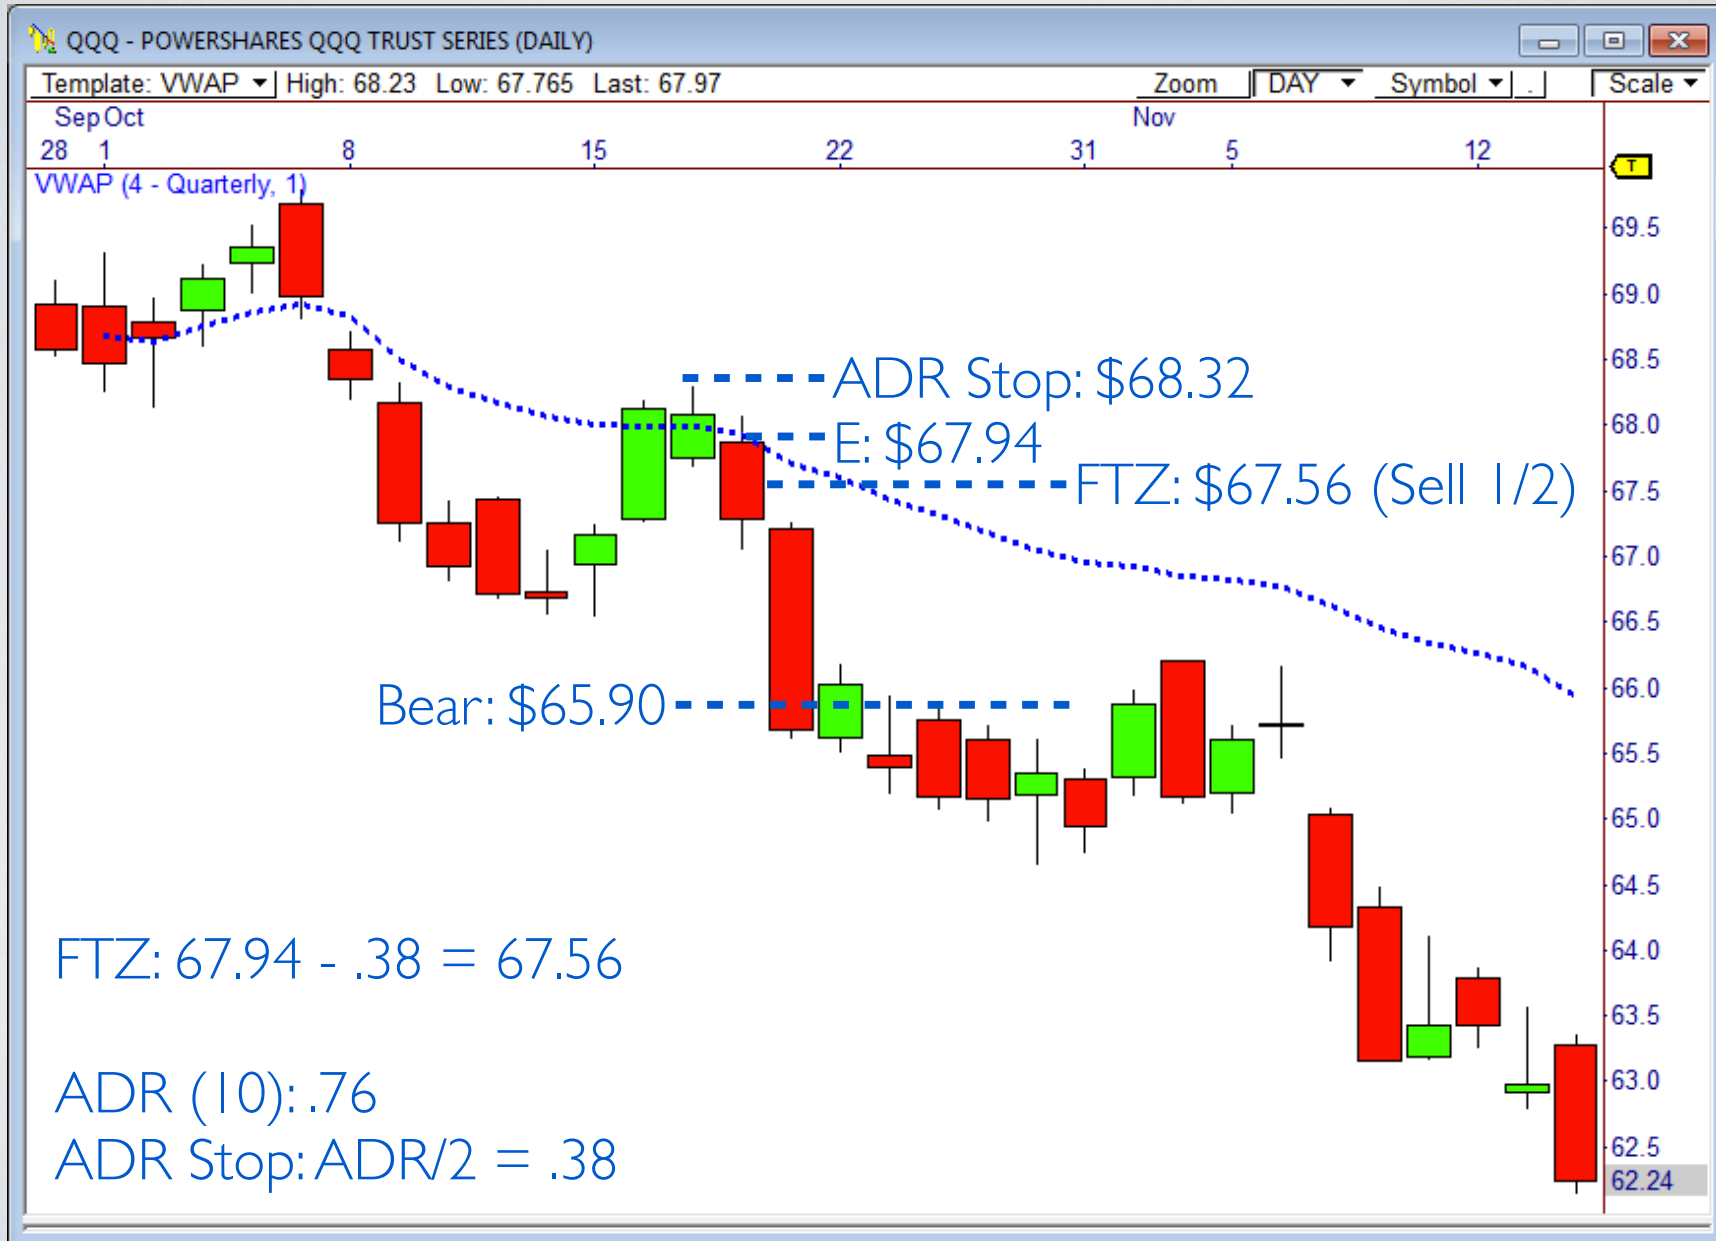 QQQ - POWERSHARES QQQ TRUST SERIES (DAILY)
Template: VWAP High: 68.23 Low: 67.765 Last: 67.97 Zoom DAY Symbol . Scale
Sep Oct Nov
28 1 8 15 22 31 5 12
T
VWAP (4 - Quarterly, 1)
69.5
69.0
68.5
ADR Stop: $68.32
68.0
E: $67.94
FTZ: $67.56 (Sell 1/2)
67.5
67.0
66.5
Bear: $65.90
66.0
65.5
65.0
64.5
FTZ: 67.94 - .38 = 67.56
64.0
63.5
ADR (10): .76
63.0
ADR Stop: ADR/2 = .38
62.5
62.24